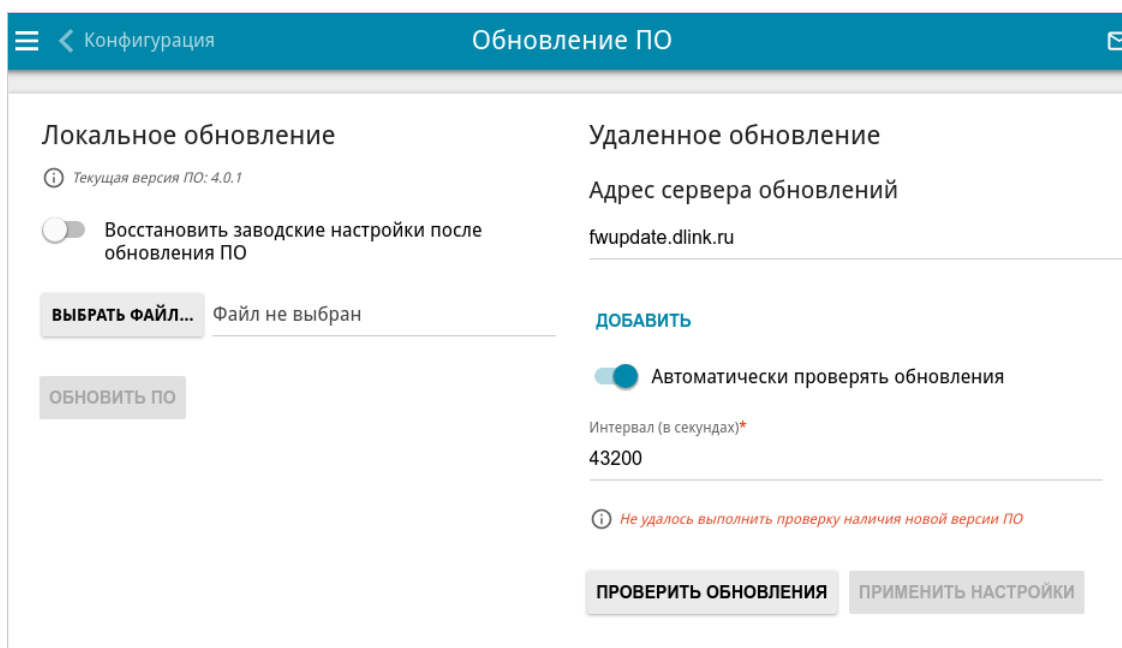 Конфигурация
Обновление ПО
Локальное обновление
Текущая версия ПО: 4.0.1
Восстановить заводские настройки после
обновления ПО
ВЫБРАТЬ ФАЙЛ... Файл не выбран
ОБНОВИТЬ ПО
Удаленное обновление
Адрес сервера обновлений
fwupdate.dlink.ru
ДОБАВИТЬ
Автоматически проверять обновления
Интервал (в секундах)*
43200
Не удалось выполнить проверку наличия новой версии ПО
ПРОВЕРИТЬ ОБНОВЛЕНИЯ ПРИМЕНИТЬ НАСТРОЙКИ